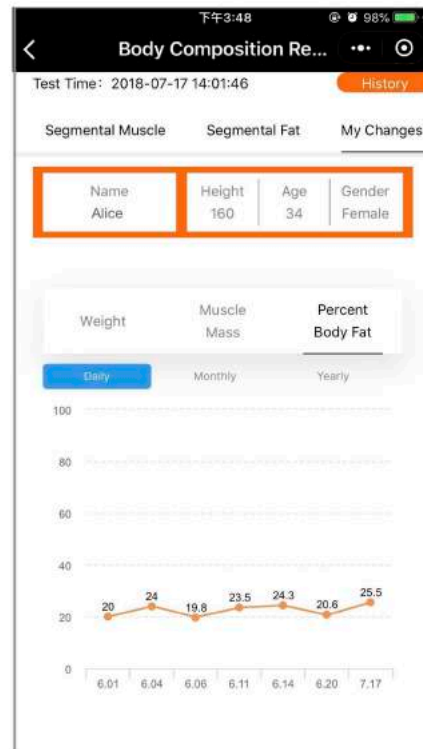 下午3:48 98%
Body Composition Re...
Test Time: 2018-07-17 14:01:46 History
Segmental Muscle Segmental Fat My Changes
Name Height Age Gender
Alice 160 34 Female
Weight Muscle Mass Percent Body Fat
Daily Monthly Yearly
100
80
60
40
20
0
20 24 19.8 23.5 24.3 20.6 25.5
6.01 6.04 6.06 6.11 6.14 6.20 7.17